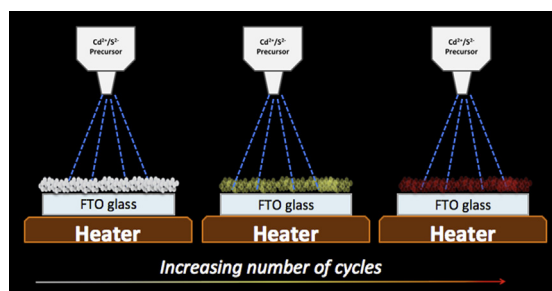 Cd²⁺/S²⁻
Precursor
Cd²⁺/S²⁻
Precursor
Cd²⁺/S²⁻
Precursor
FTO glass
FTO glass
FTO glass
Heater
Heater
Heater
Increasing number of cycles